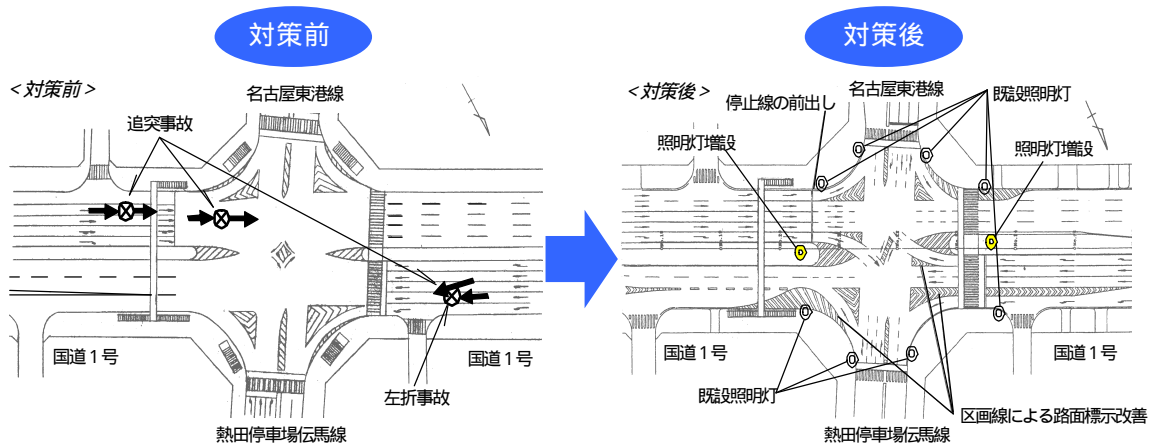 対策前
対策後
<対策前>
名古屋東港線
追突事故
国道１号
国道１号
左折事故
熱田停車場伝馬線
<対策後>
名古屋東港線
停止線の前出し
既設照明灯
照明灯増設
照明灯増設
国道１号
国道１号
既設照明灯
区画線による路面標示改善
熱田停車場伝馬線